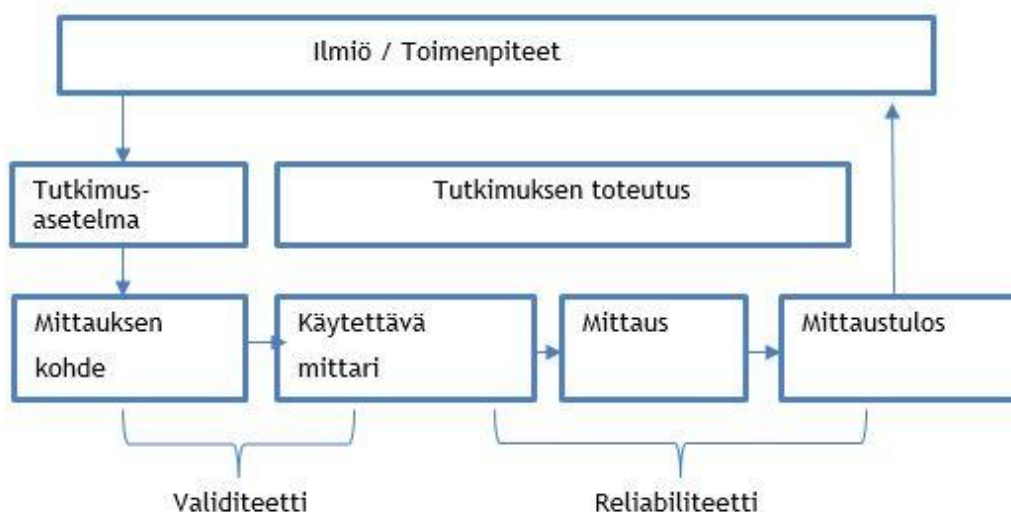 Ilmiö / Toimenpiteet
Tutkimus-
asetelma
Tutkimuksen toteutus
Mittauksen
kohde
Käytettävä
mittari
Mittaus
Mittaustulos
Validiteetti
Reliabiliteetti